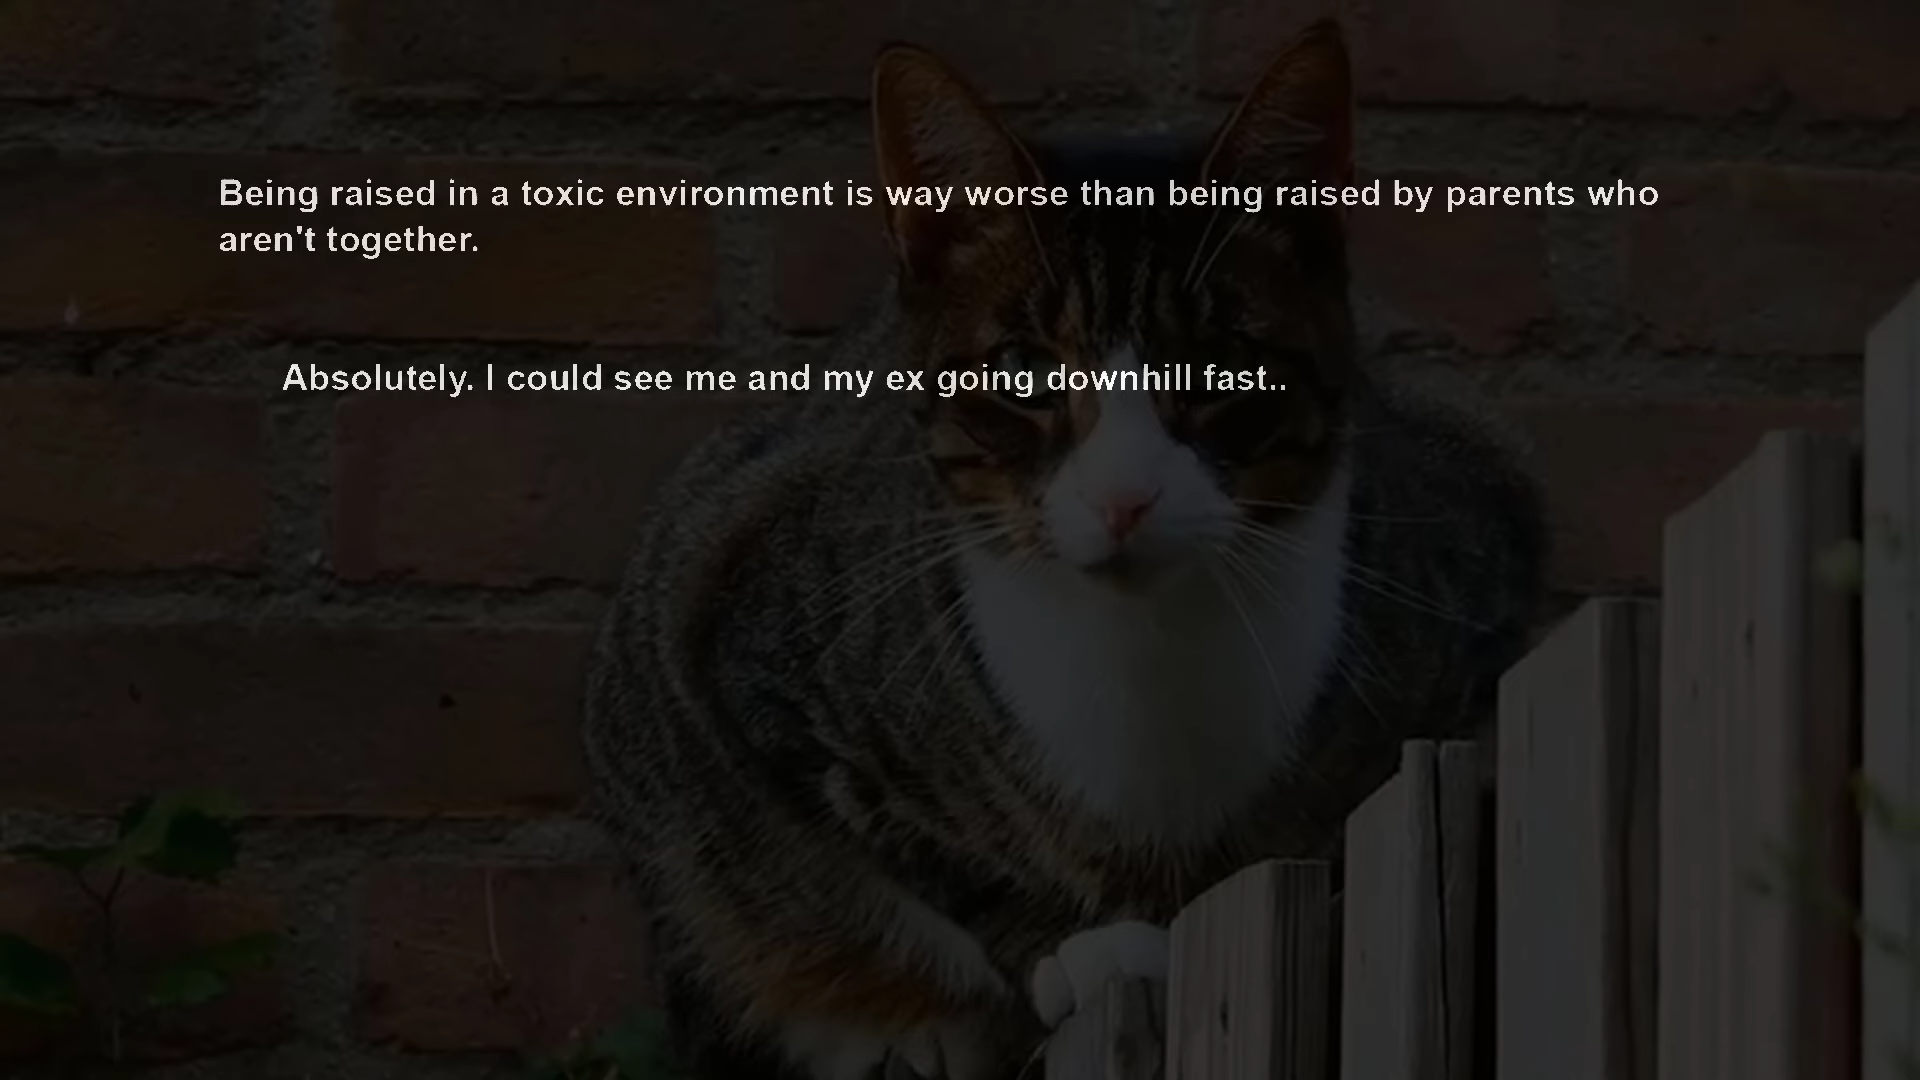 Being raised in a toxic environment is way worse than being raised by parents who
aren't together.
Absolutely. I could see me and my ex going downhill fast..